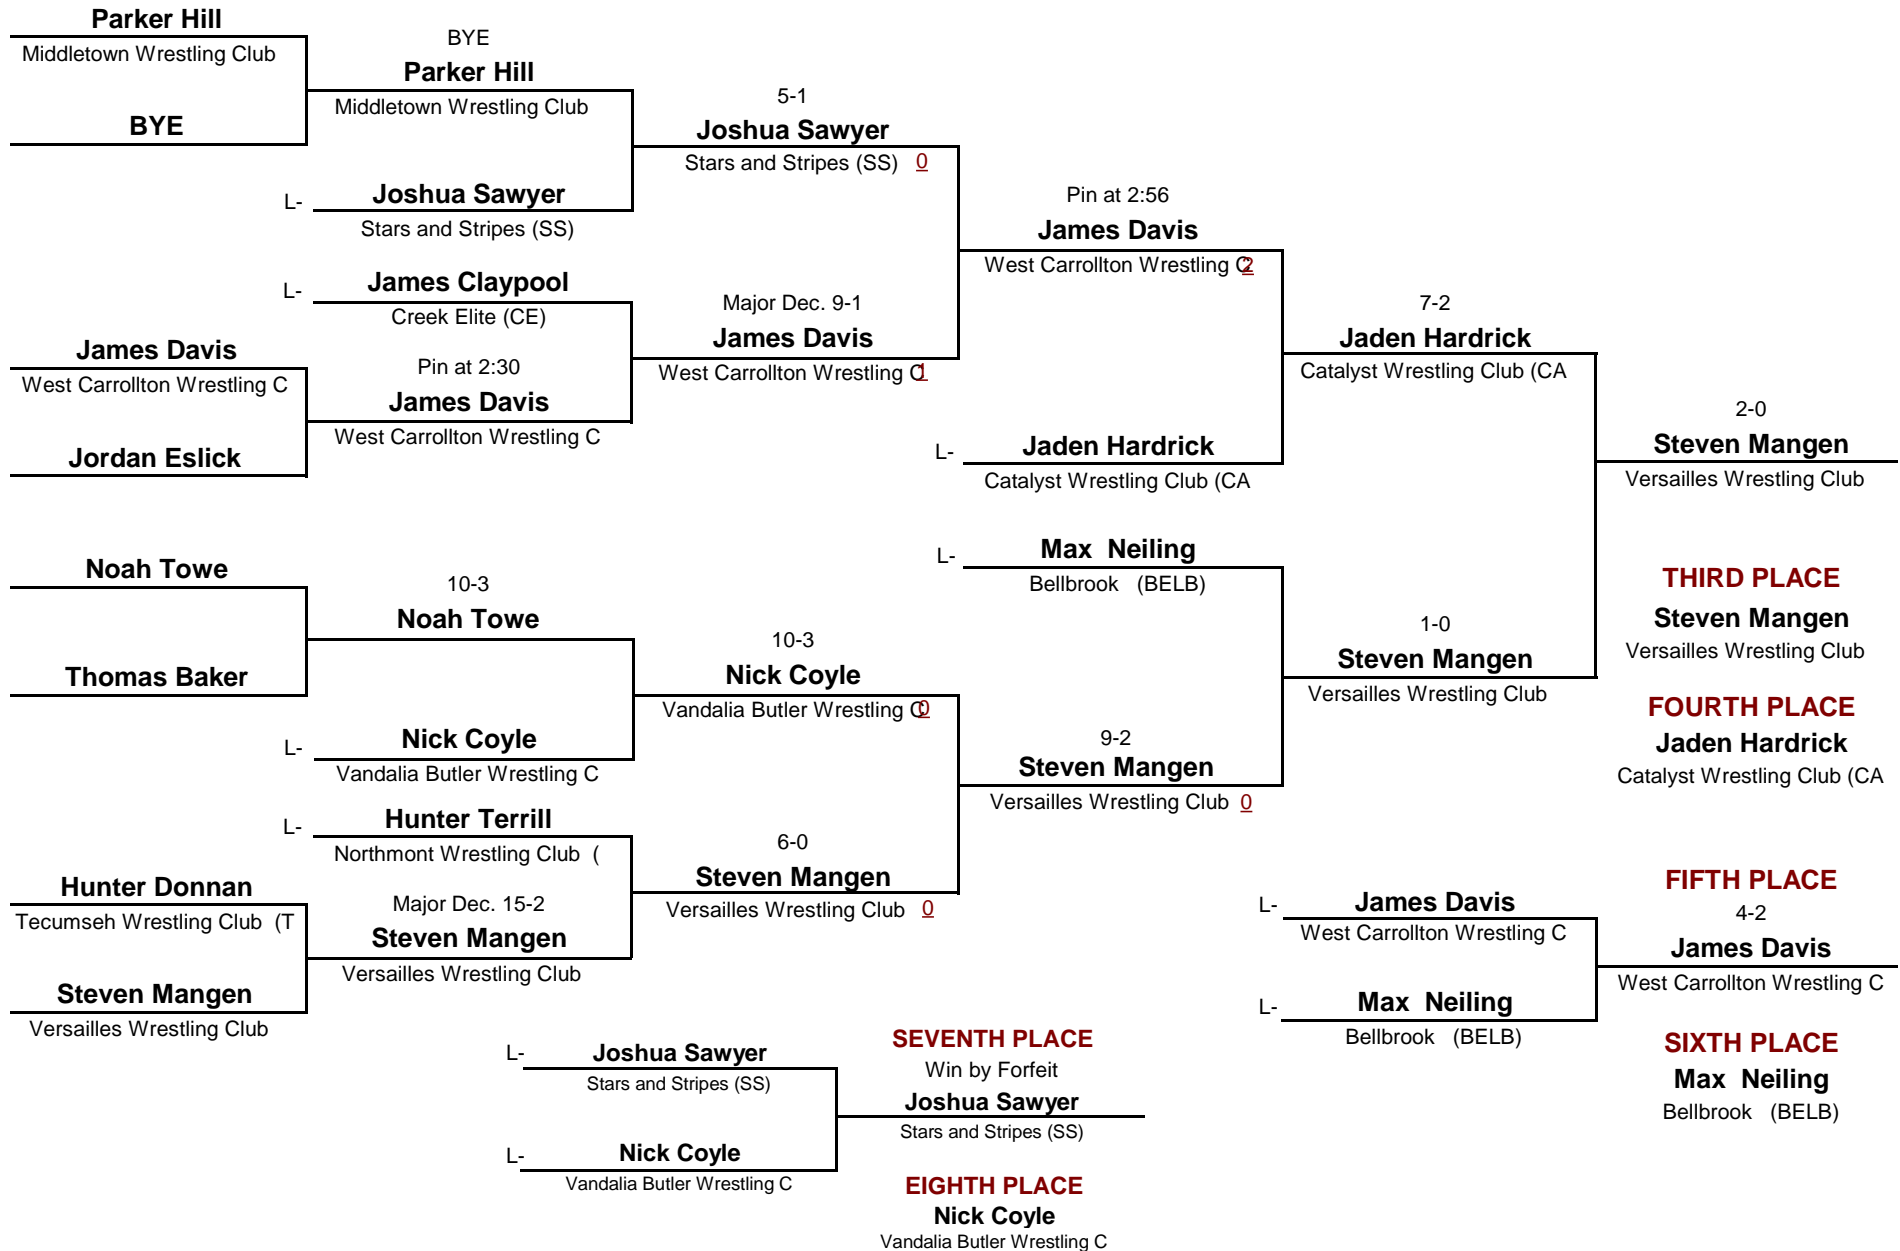 Parker Hill
Middletown Wrestling Club
BYE
BYE
Parker Hill
Middletown Wrestling Club
L-
Joshua Sawyer
Stars and Stripes (SS)
5-1
Joshua Sawyer
Stars and Stripes (SS) 0
L-
James Claypool
Creek Elite (CE)
James Davis
West Carrollton Wrestling C
Jordan Eslick
Pin at 2:30
James Davis
West Carrollton Wrestling C
Major Dec. 9-1
James Davis
West Carrollton Wrestling C 1
Pin at 2:56
James Davis
West Carrollton Wrestling C 2
L-
Jaden Hardrick
Catalyst Wrestling Club (CA
7-2
Jaden Hardrick
Catalyst Wrestling Club (CA
2-0
Steven Mangen
Versailles Wrestling Club
Noah Towe
Thomas Baker
10-3
Noah Towe
L-
Nick Coyle
Vandalia Butler Wrestling C
10-3
Nick Coyle
Vandalia Butler Wrestling C 0
L-
Hunter Terrill
Northmont Wrestling Club (
Hunter Donnan
Tecumseh Wrestling Club (T
Steven Mangen
Versailles Wrestling Club
Major Dec. 15-2
Steven Mangen
Versailles Wrestling Club
6-0
Steven Mangen
Versailles Wrestling Club 0
9-2
Steven Mangen
Versailles Wrestling Club 0
L-
Max Neiling
Bellbrook (BELB)
1-0
Steven Mangen
Versailles Wrestling Club
THIRD PLACE
Steven Mangen
Versailles Wrestling Club
FOURTH PLACE
Jaden Hardrick
Catalyst Wrestling Club (CA
L-
James Davis
West Carrollton Wrestling C
L-
Max Neiling
Bellbrook (BELB)
FIFTH PLACE
4-2
James Davis
West Carrollton Wrestling C
SIXTH PLACE
Max Neiling
Bellbrook (BELB)
L-
Joshua Sawyer
Stars and Stripes (SS)
L-
Nick Coyle
Vandalia Butler Wrestling C
SEVENTH PLACE
Win by Forfeit
Joshua Sawyer
Stars and Stripes (SS)
EIGHTH PLACE
Nick Coyle
Vandalia Butler Wrestling C